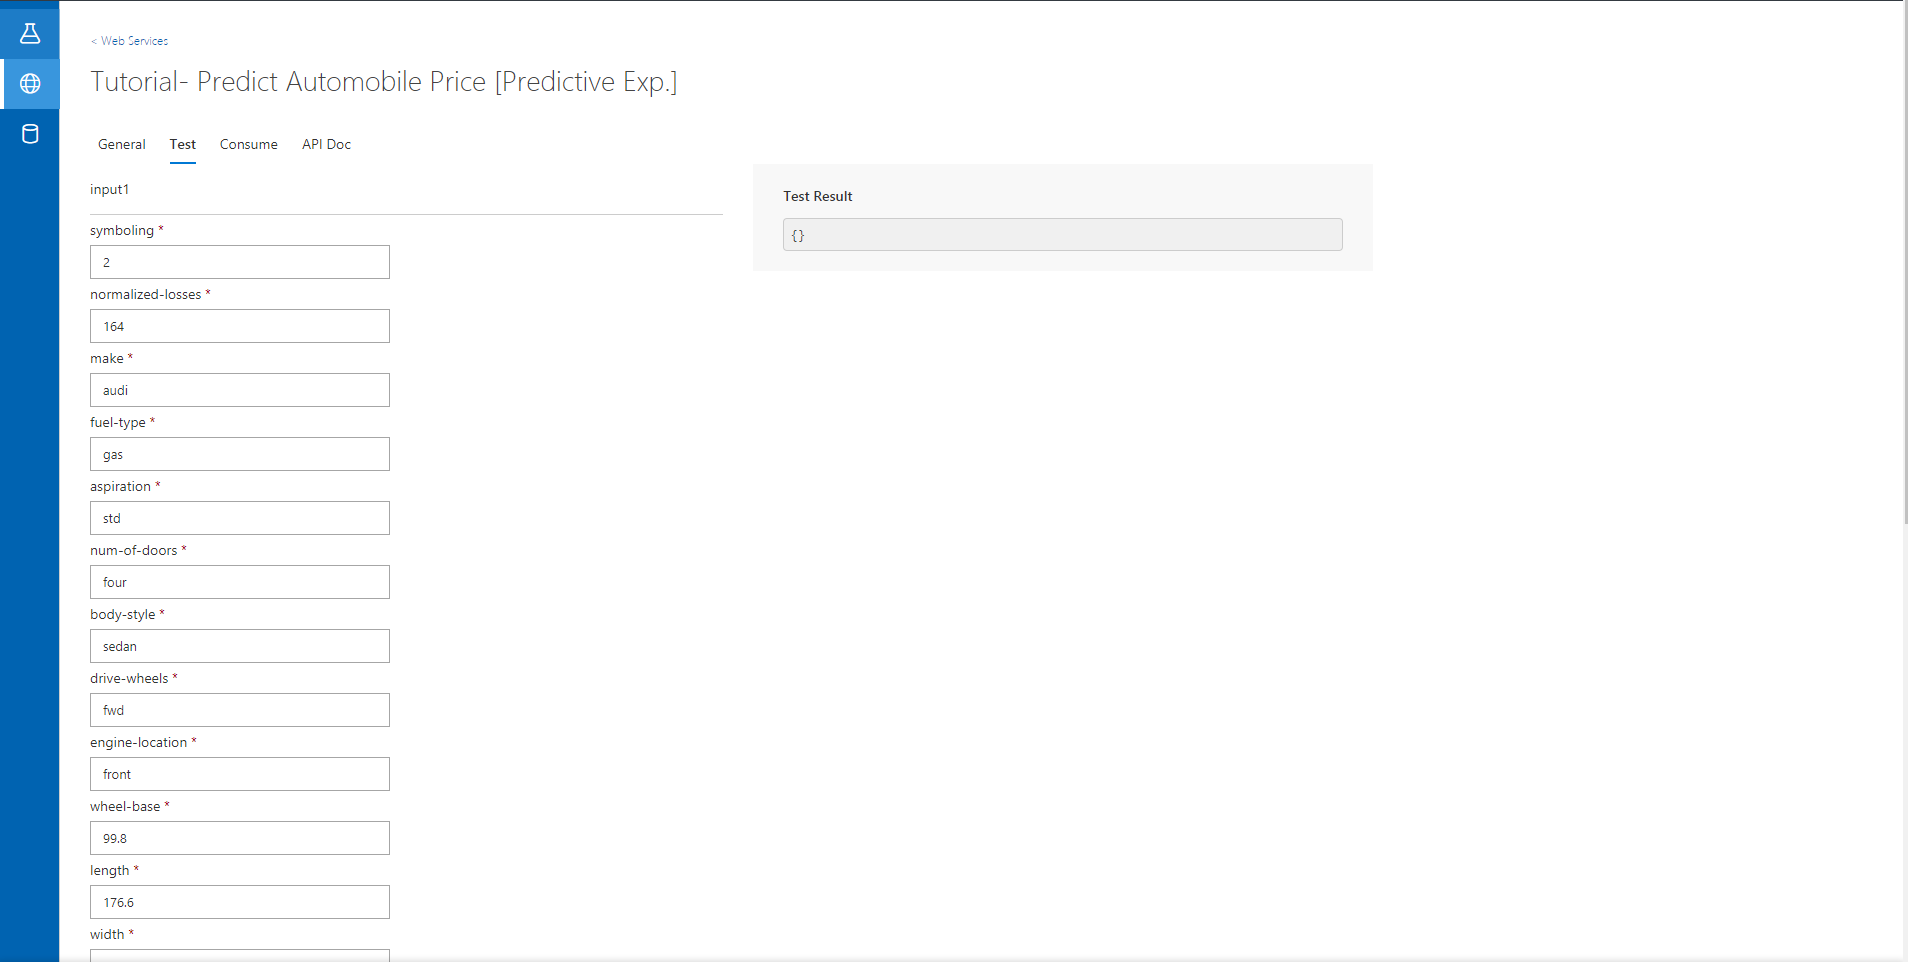 < Web Services
Tutorial- Predict Automobile Price [Predictive Exp.]
General Test Consume API Doc
input1
symboling *
2
normalized-losses *
164
make *
audi
fuel-type *
gas
aspiration *
std
num-of-doors *
four
body-style *
sedan
drive-wheels *
fwd
engine-location *
front
wheel-base *
99.8
length *
176.6
width *
Test Result
{}